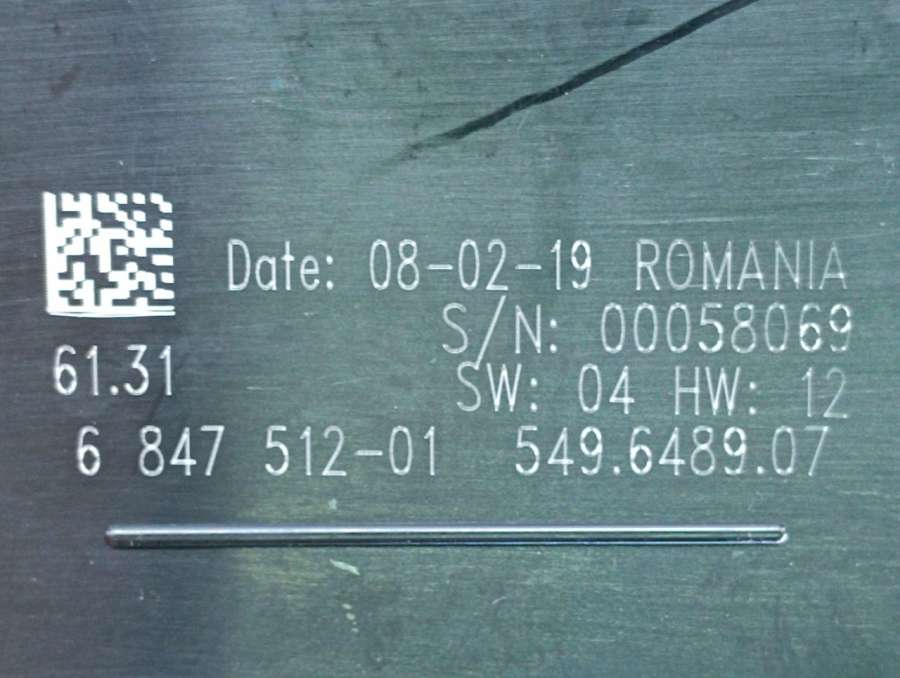 Date: 08-02-19 ROMANIA
S/N: 00058069
61.31
SW: 04 HW: 12
6 847 512-01 549.6489.07